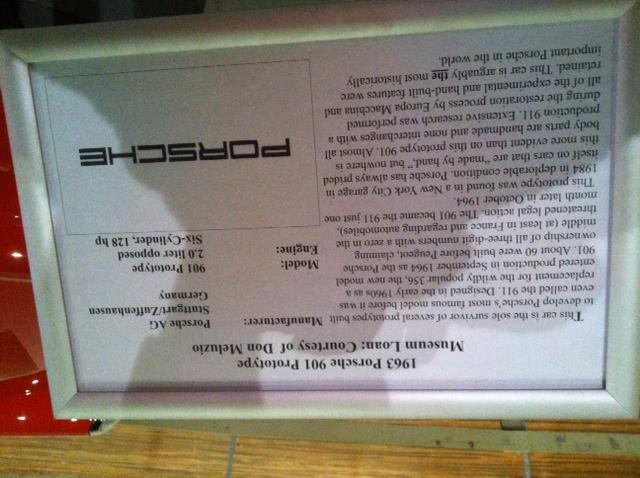 1963 Porsche 901 Prototype
Museum Loan: Courtesy of Don Meluzio
This car is the sole survivor of several prototypes built
to develop Porsche's most famous model before it was
even called the 911. Designed in the early 1960s as a
replacement for the wildly popular 356, the new model
entered production in September 1964 as the Porsche
901. About 60 were built before Peugeot, claiming
ownership of all three-digit numbers with a zero in the
middle (at least in France and regarding automobiles),
threatened legal action. The 901 became the 911 just one
month later in October 1964.
This prototype was found in a New York City garage in
1984 in deplorable condition. Porsche has always prided
itself on cars that are "made by hand," but nowhere is
this more evident than on this prototype 901. Almost all
body parts are handmade and none interchanges with a
production 911. Extensive research was performed
during the restoration process by Europa Macchina and
all of the experimental and hand-built features were
retained. This car is arguably the most historically
important Porsche in the world.
Manufacturer: Porsche AG
Stuttgart/Zuffenhausen
Germany
Model: 901 Prototype
Engine: 2.0 liter opposed
Six-Cylinder, 128 hp
PORSCHE